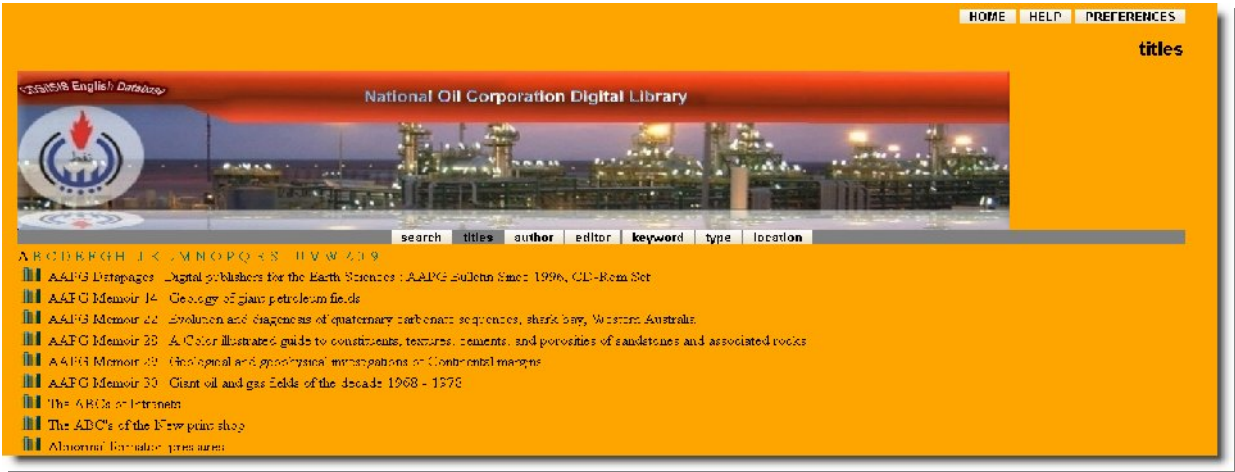 HOME HELP PREFERENCES
titles
English Database
National Oil Corporation Digital Library
search titles author editor keyword type location
A B C D E F G H I J K L M N O P Q R S T U V W 0-9
AAPG Datapages Digital publishers for the Earth Sciences : AAPG Bulletin Since 1996, CD-Rom Set
AAPG Memoir 14 Geology of giant petroleum fields
AAPG Memoir 22 Evolution and diagenesis of quaternary carbonate sequences, shark bay, Western Australia
AAPG Memoir 28 A Color illustrated guide to constituents, textures, cements, and porosities of sandstones and associated rocks
AAPG Memoir 29 Geological and geophysical investigations of Continental margins
AAPG Memoir 30 Giant oil and gas fields of the decade 1968 - 1978
The ABCs of Intranets
The ABC's of the New print shop
Abnormal formation pressures